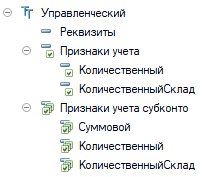 Управленческий
Реквизиты
Признаки учета
Количественный
КоличественныйСклад
Признаки учета субконто
Суммовой
Количественный
КоличественныйСклад